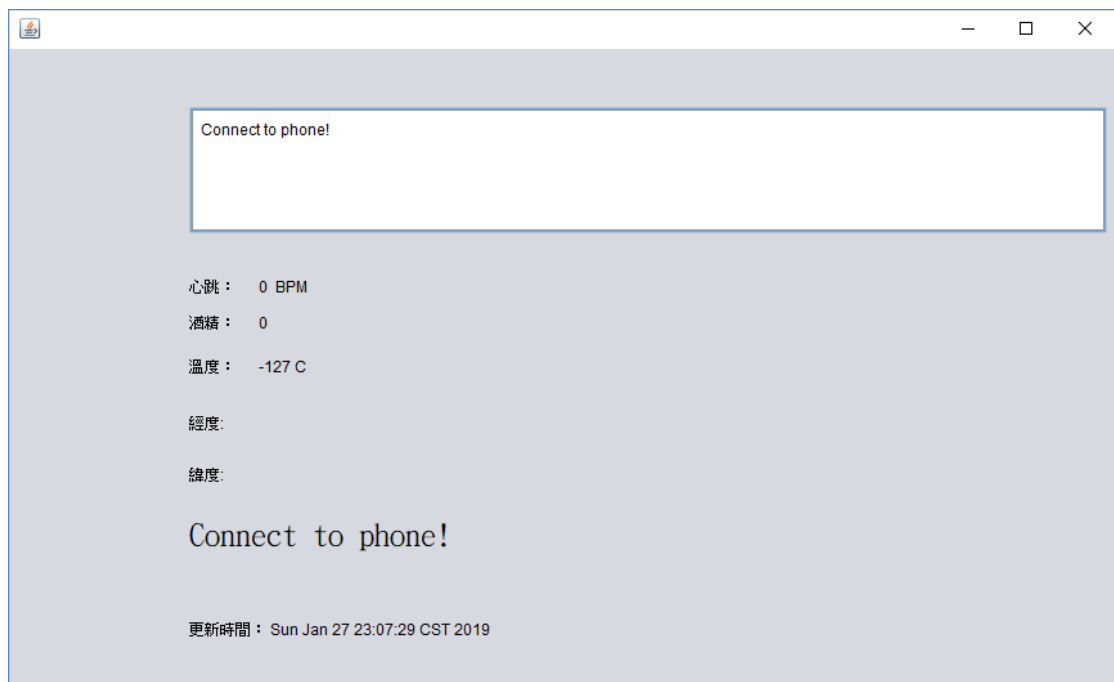 Connect to phone!
心跳： 0 BPM
酒精： 0
溫度： -127 C
經度:
緯度:
Connect to phone!
更新時間： Sun Jan 27 23:07:29 CST 2019